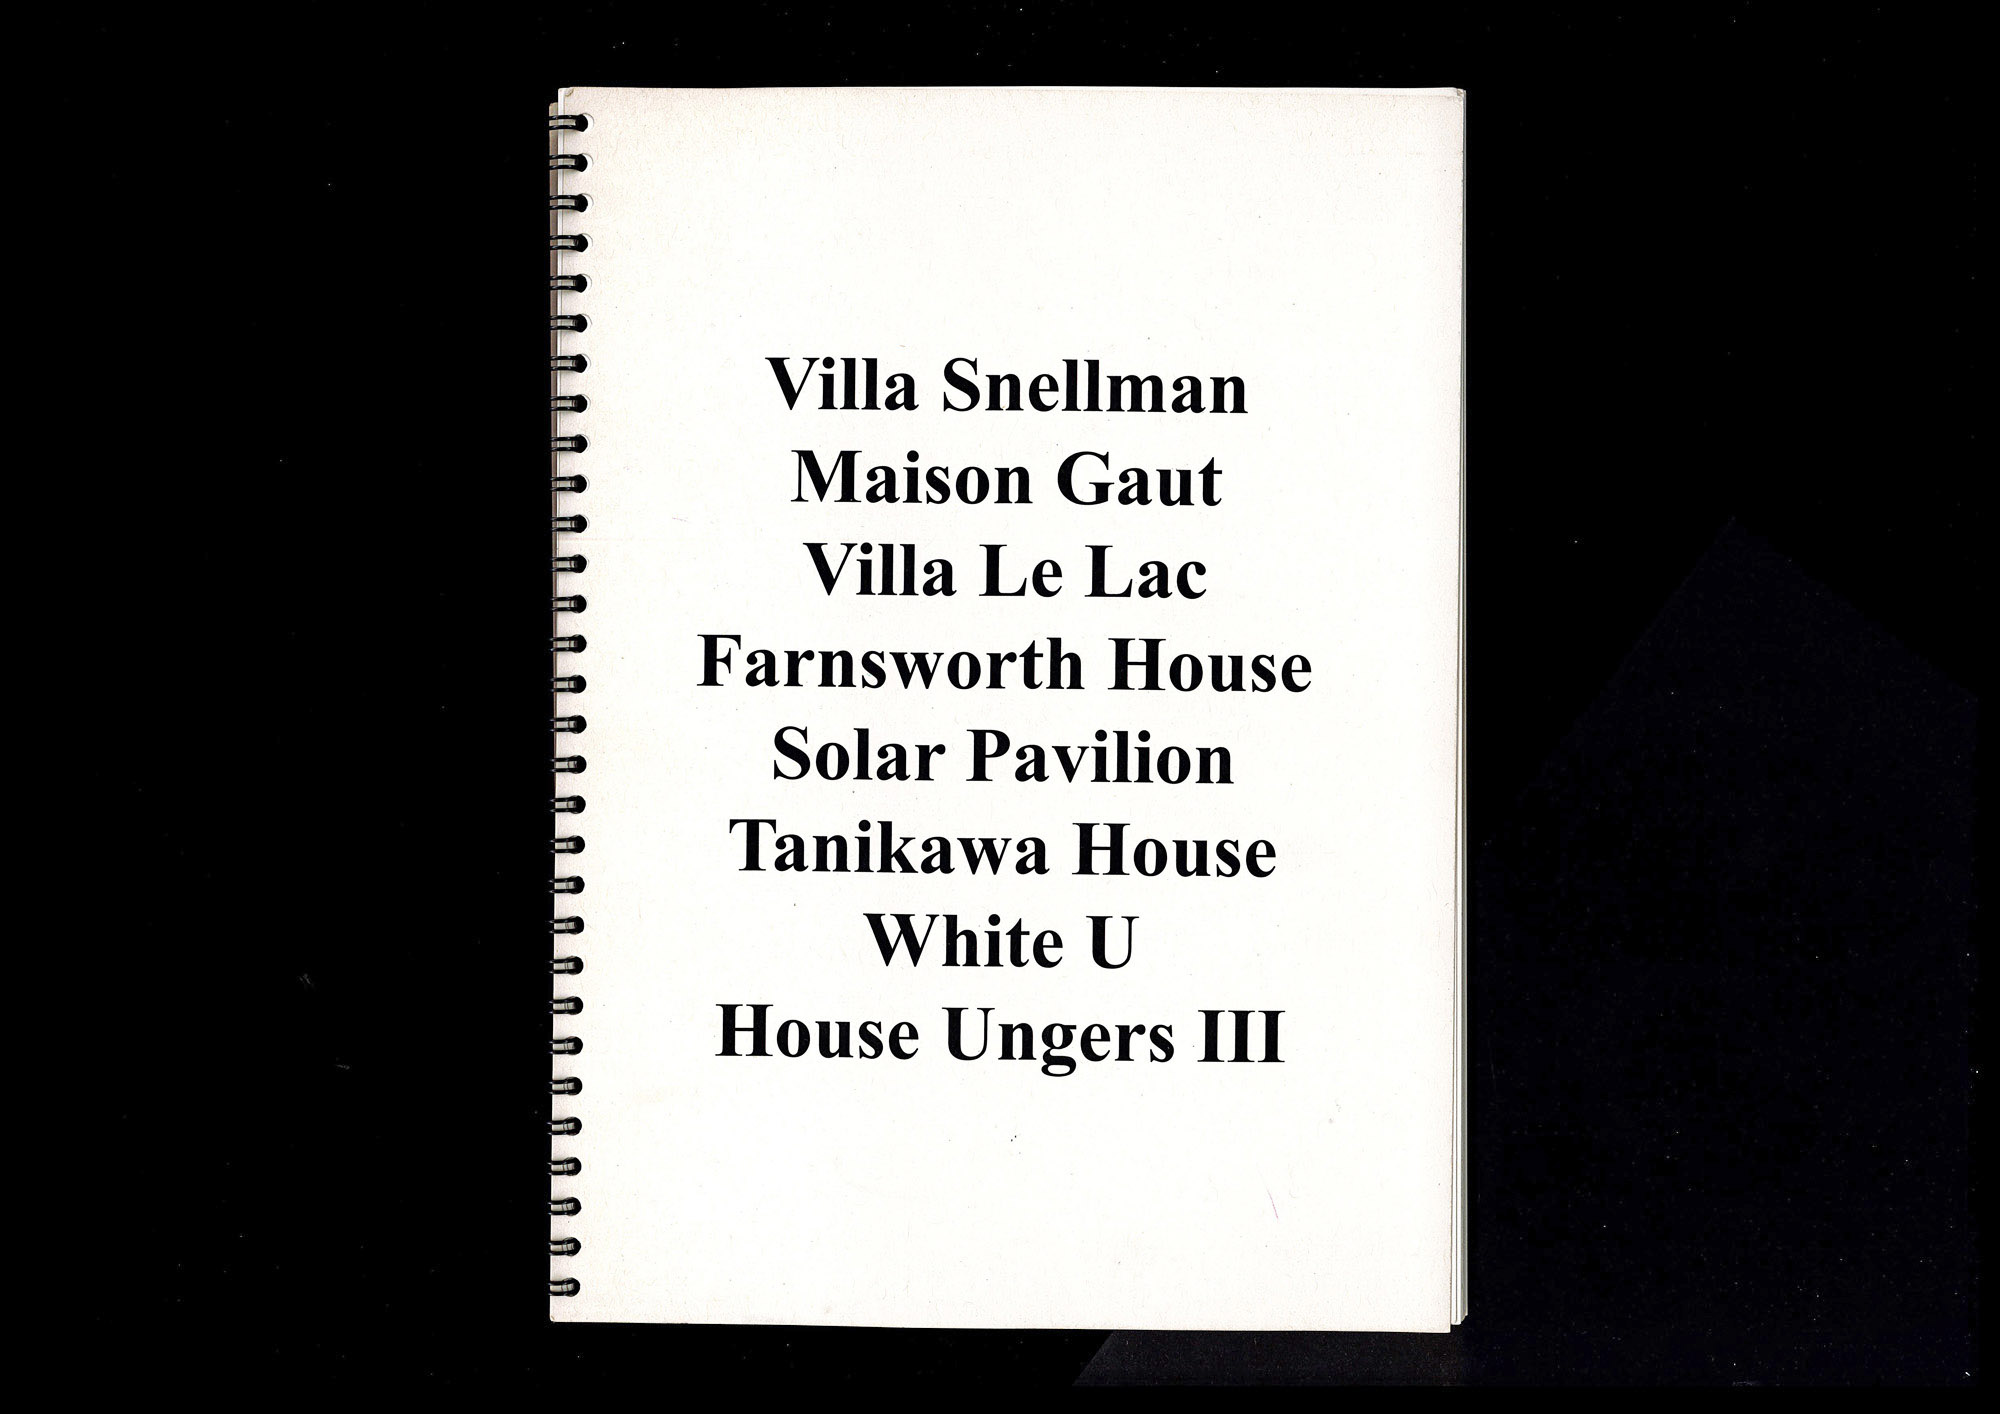 Villa Snellman
Maison Gaut
Villa Le Lac
Farnsworth House
Solar Pavilion
Tanikawa House
White U
House Ungers III